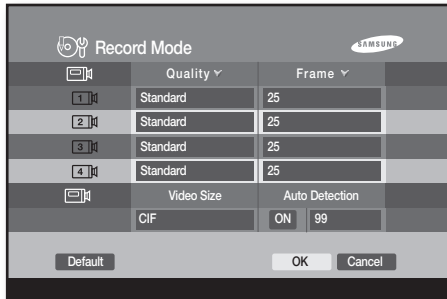 Record Mode
SAMSUNG
Quality Frame
1 Standard 25
2 Standard 25
3 Standard 25
4 Standard 25
Video Size Auto Detection
CIF ON 99
Default OK Cancel